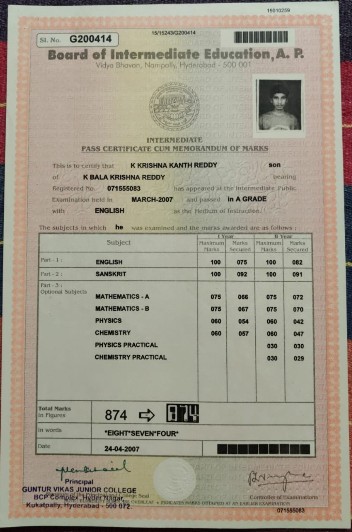 15/15243/G200414
15010259
Sl. No. G200414
Board of Intermediate Education, A. P.
Vidya Bhavan, Nampally, Hyderabad - 500 001
INTERMEDIATE
PASS CERTIFICATE CUM MEMORANDUM OF MARKS
This is to certify that K KRISHNA KANTH REDDY son
of K BALA KRISHNA REDDY bearing
Registered No. 071555083 has appeared at the Intermediate Public
Examination held in MARCH-2007 and passed in A GRADE
with ENGLISH as the Medium of Instruction.
The subjects in which he was examined and the marks awarded are as follows :
I Year II Year
Subject Maximum Marks Marks Secured Maximum Marks Marks Secured
Part - 1 : ENGLISH 100 075 100 082
Part - 2 : SANSKRIT 100 092 100 091
Part - 3 :
Optional Subjects
MATHEMATICS - A 075 066 075 072
MATHEMATICS - B 075 067 075 070
PHYSICS 060 054 060 042
CHEMISTRY 060 057 060 047
PHYSICS PRACTICAL 030 030
CHEMISTRY PRACTICAL 030 029
Total Marks
in Figures 874 874
In words *EIGHT*SEVEN*FOUR*
Date 24-04-2007
Principal
GUNTUR VIKAS JUNIOR COLLEGE
BCP Complex, Hydernagar,
Kukatpally, Hyderabad - 500 072
Controller of Examinations
071555083